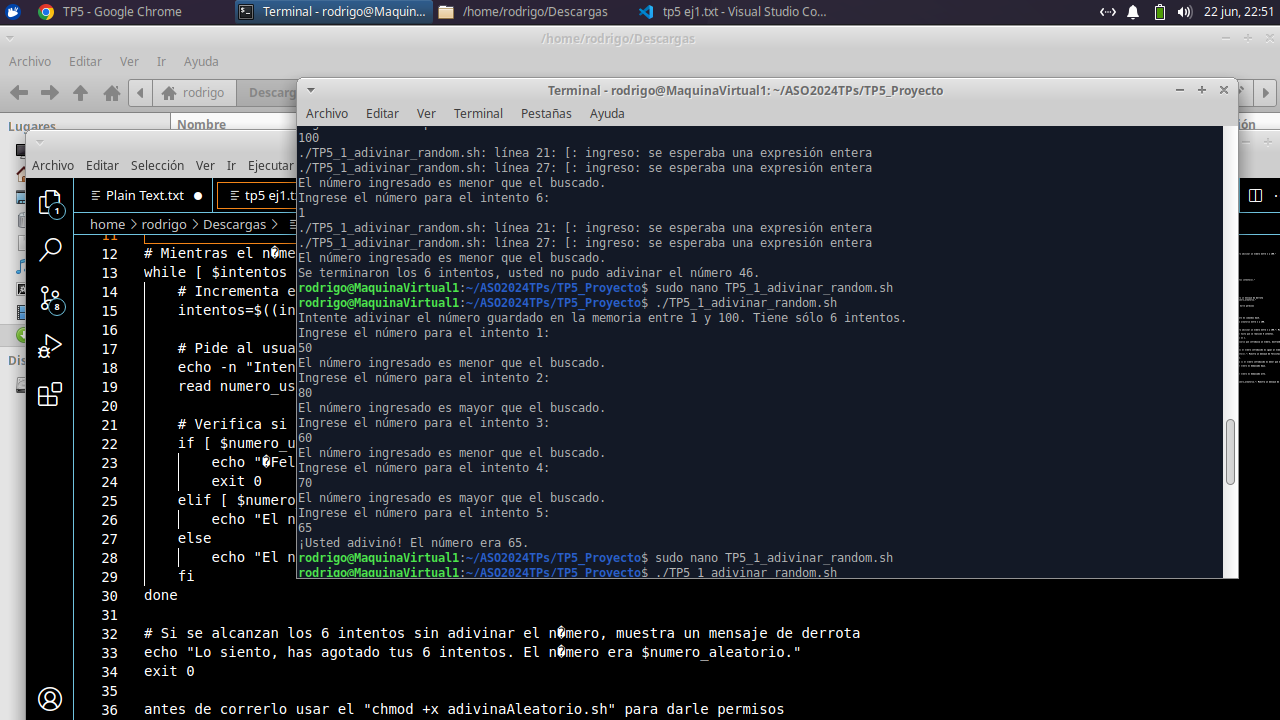 TP5 - Google Chrome
Terminal - rodrigo@Maquin...
/home/rodrigo/Descargas
tp5 ej1.txt - Visual Studio Co...
22 jun, 22:51
/home/rodrigo/Descargas
Archivo Editar Ver Ir Ayuda
rodrigo Descarg
Lugares
Nombre
Terminal - rodrigo@MaquinaVirtual1: ~/ASO2024TPs/TP5_Proyecto
Archivo Editar Ver Terminal Pestañas Ayuda
100
./TP5_1_adivinar_random.sh: línea 21: [: ingreso: se esperaba una expresión entera
./TP5_1_adivinar_random.sh: línea 27: [: ingreso: se esperaba una expresión entera
El número ingresado es menor que el buscado.
Ingrese el número para el intento 6:
1
./TP5_1_adivinar_random.sh: línea 21: [: ingreso: se esperaba una expresión entera
./TP5_1_adivinar_random.sh: línea 27: [: ingreso: se esperaba una expresión entera
El número ingresado es menor que el buscado.
Se terminaron los 6 intentos, usted no pudo adivinar el número 46.
rodrigo@MaquinaVirtual1:~/ASO2024TPs/TP5_Proyecto$ sudo nano TP5_1_adivinar_random.sh
rodrigo@MaquinaVirtual1:~/ASO2024TPs/TP5_Proyecto$ ./TP5_1_adivinar_random.sh
Intente adivinar el número guardado en la memoria entre 1 y 100. Tiene sólo 6 intentos.
Ingrese el número para el intento 1:
50
El número ingresado es menor que el buscado.
Ingrese el número para el intento 2:
80
El número ingresado es mayor que el buscado.
Ingrese el número para el intento 3:
60
El número ingresado es menor que el buscado.
Ingrese el número para el intento 4:
70
El número ingresado es mayor que el buscado.
Ingrese el número para el intento 5:
65
¡Usted adivinó! El número era 65.
rodrigo@MaquinaVirtual1:~/ASO2024TPs/TP5_Proyecto$ sudo nano TP5_1_adivinar_random.sh
rodrigo@MaquinaVirtual1:~/ASO2024TPs/TP5_Proyecto$ ./TP5_1_adivinar_random.sh
Archivo Editar Selección Ver Ir Ejecutar
Plain Text.txt
tp5 ej1.t
home > rodrigo > Descargas >
11
12 # Mientras el n�me
13 while [ $intentos
14 # Incrementa e
15 intentos=$((in
16
17 # Pide al usua
18 echo -n "Inten
19 read numero_us
20
21 # Verifica si
22 if [ $numero_u
23 echo "�Fel
24 exit 0
25 elif [ $numero
26 echo "El n
27 else
28 echo "El n
29 fi
30 done
31
32 # Si se alcanzan los 6 intentos sin adivinar el n�mero, muestra un mensaje de derrota
33 echo "Lo siento, has agotado tus 6 intentos. El n�mero era $numero_aleatorio."
34 exit 0
35
36 antes de correrlo usar el "chmod +x adivinaAleatorio.sh" para darle permisos
1
8